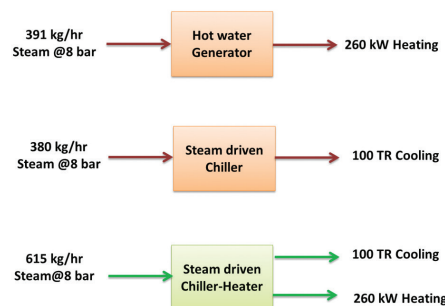 391 kg/hr
Steam @8 bar
Hot water
Generator
260 kW Heating
380 kg/hr
Steam @8 bar
Steam driven
Chiller
100 TR Cooling
615 kg/hr
Steam@8 bar
Steam driven
Chiller-Heater
100 TR Cooling
260 kW Heating